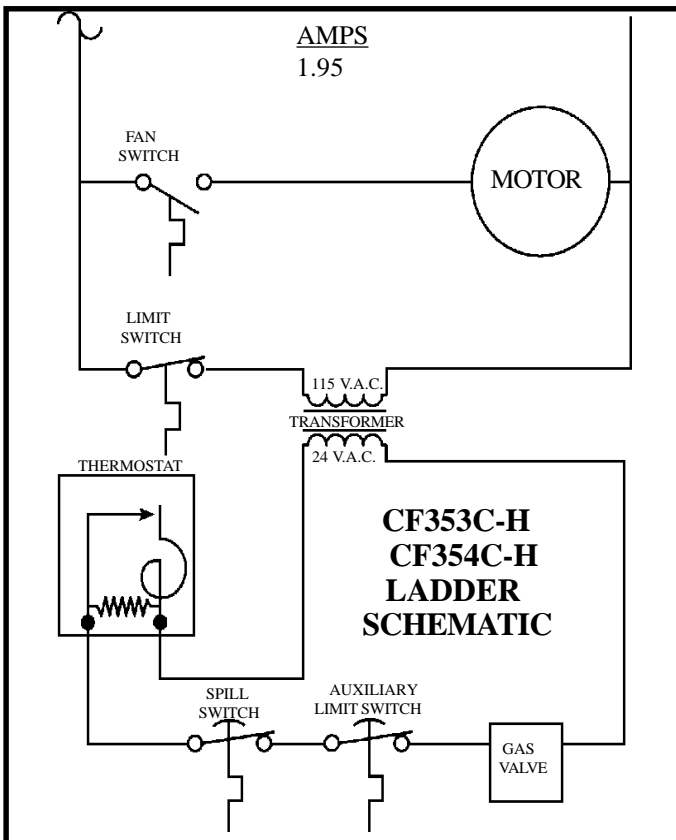 AMPS
1.95
FAN
SWITCH
MOTOR
LIMIT
SWITCH
115 V.A.C.
TRANSFORMER
24 V.A.C.
THERMOSTAT
CF353C-H
CF354C-H
LADDER
SCHEMATIC
SPILL
SWITCH
AUXILIARY
LIMIT SWITCH
GAS
VALVE